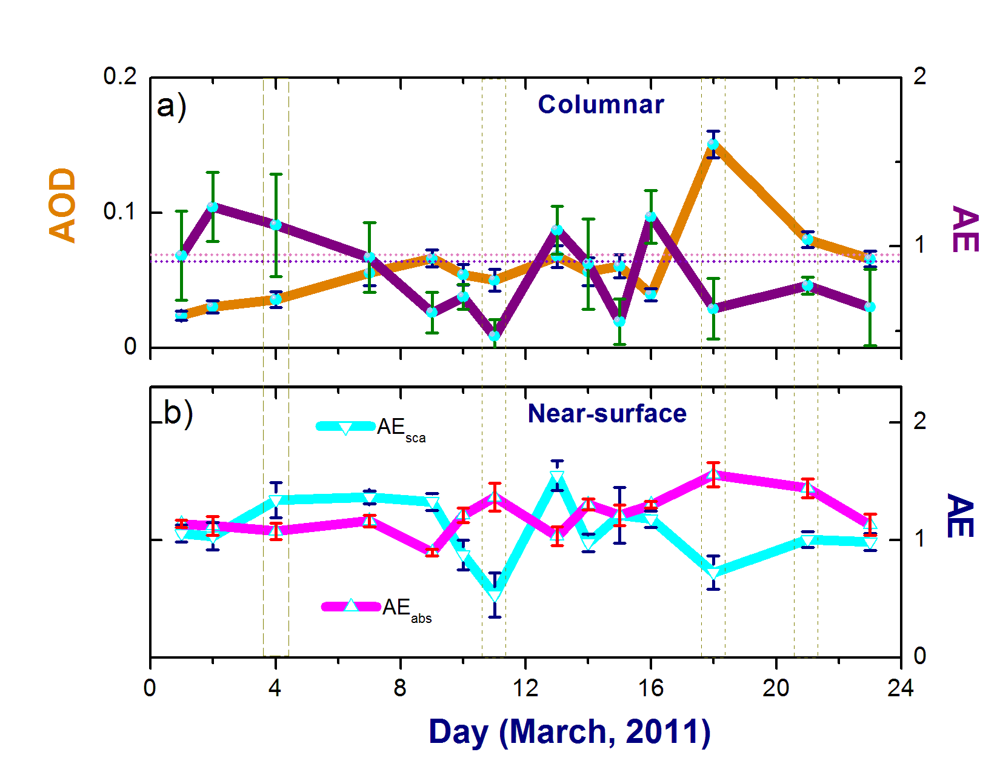 0.2
2
a)
Columnar
AOD
0.1
AE
1
0
b)
Near-surface
2
AEsca
AE
1
AEabs
0
0 4 8 12 16 20 24
Day (March, 2011)